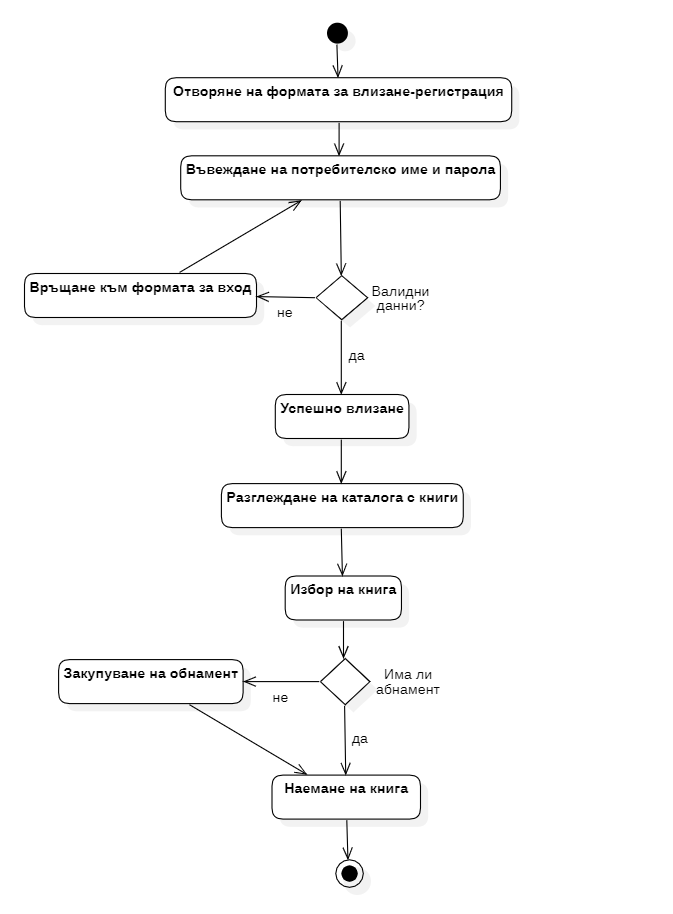 Отворяне на формата за влизане-регистрация
Въвеждане на потребителско име и парола
Връщане към формата за вход
не
Валидни
данни?
да
Успешно влизане
Разглеждане на каталога с книги
Избор на книга
Закупуване на обнамент
не
Има ли
абнамент
да
Наемане на книга